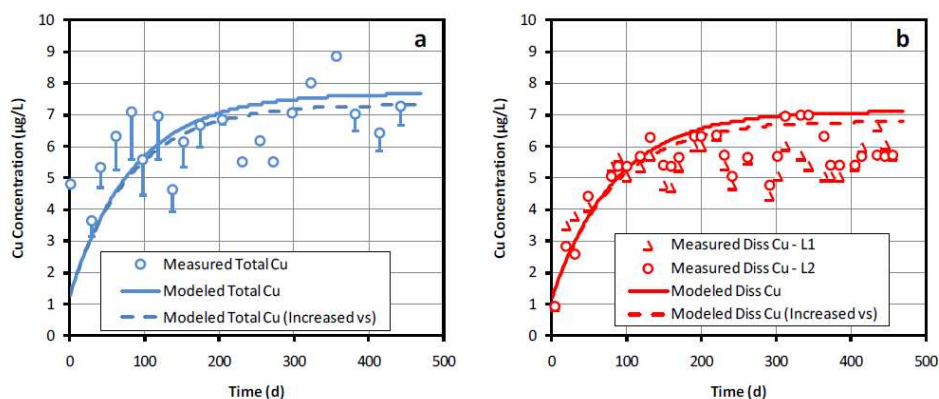 a
Cu Concentration (µg/L)
10
9
8
7
6
5
4
3
2
1
0
Measured Total Cu
Modeled Total Cu
Modeled Total Cu (Increased vs)
0 100 200 300 400 500
Time (d)
b
Cu Concentration (µg/L)
10
9
8
7
6
5
4
3
2
1
0
Measured Diss Cu - L1
Measured Diss Cu - L2
Modeled Diss Cu
Modeled Diss Cu (Increased vs)
0 100 200 300 400 500
Time (d)